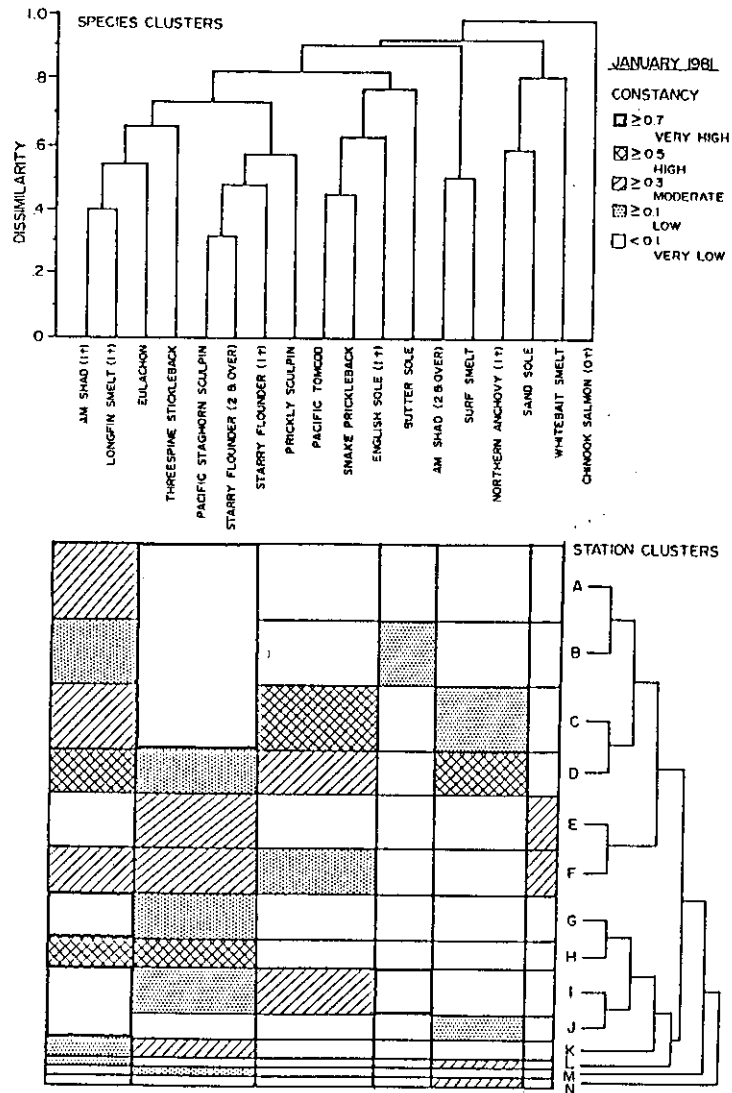 1.0
SPECIES CLUSTERS
.8
.6
.4
.2
0
DISSIMILARITY
JANUARY 1981
CONSTANCY
≥ 0.7
VERY HIGH
≥ 0.5
HIGH
≥ 0.3
MODERATE
≥ 0.1
LOW
< 0.1
VERY LOW
AM SHAD (1+)
LONGFIN SMELT (1+)
EULACHON
THREESPINE STICKLEBACK
PACIFIC STAGHORN SCULPIN
STARRY FLOUNDER (2 & OVER)
STARRY FLOUNDER (1+)
PRICKLY SCULPIN
PACIFIC TOMCOD
SNAKE PRICKLEBACK
ENGLISH SOLE (1+)
BUTTER SOLE
AM SHAD (2 & OVER)
SURF SMELT
NORTHERN ANCHOVY (1+)
SAND SOLE
WHITEBAIT SMELT
CHINOOK SALMON (0+)
STATION CLUSTERS
A
B
C
D
E
F
G
H
I
J
K
L
M
N